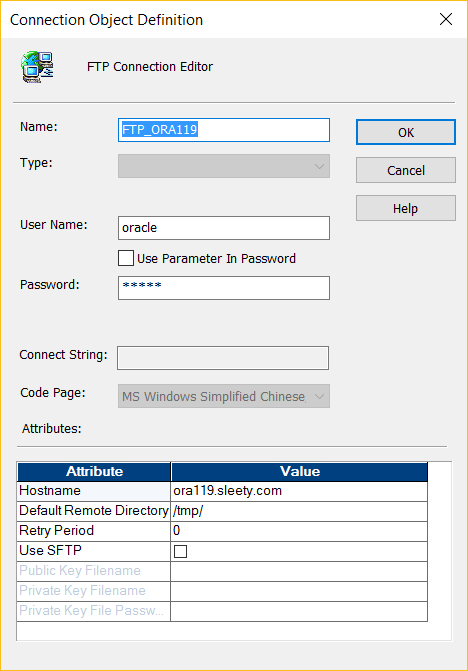 Connection Object Definition
FTP Connection Editor
Name:
FTP_ORA119
OK
Type:
Cancel
Help
User Name:
oracle
Use Parameter In Password
Password:
*****
Connect String:
Code Page:
MS Windows Simplified Chinese
Attributes:
Attribute Value
Hostname ora119.sleety.com
Default Remote Directory /tmp/
Retry Period 0
Use SFTP
Public Key Filename
Private Key Filename
Private Key File Passw...